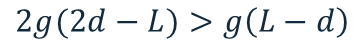 2g(2d − L) > g(L − d)